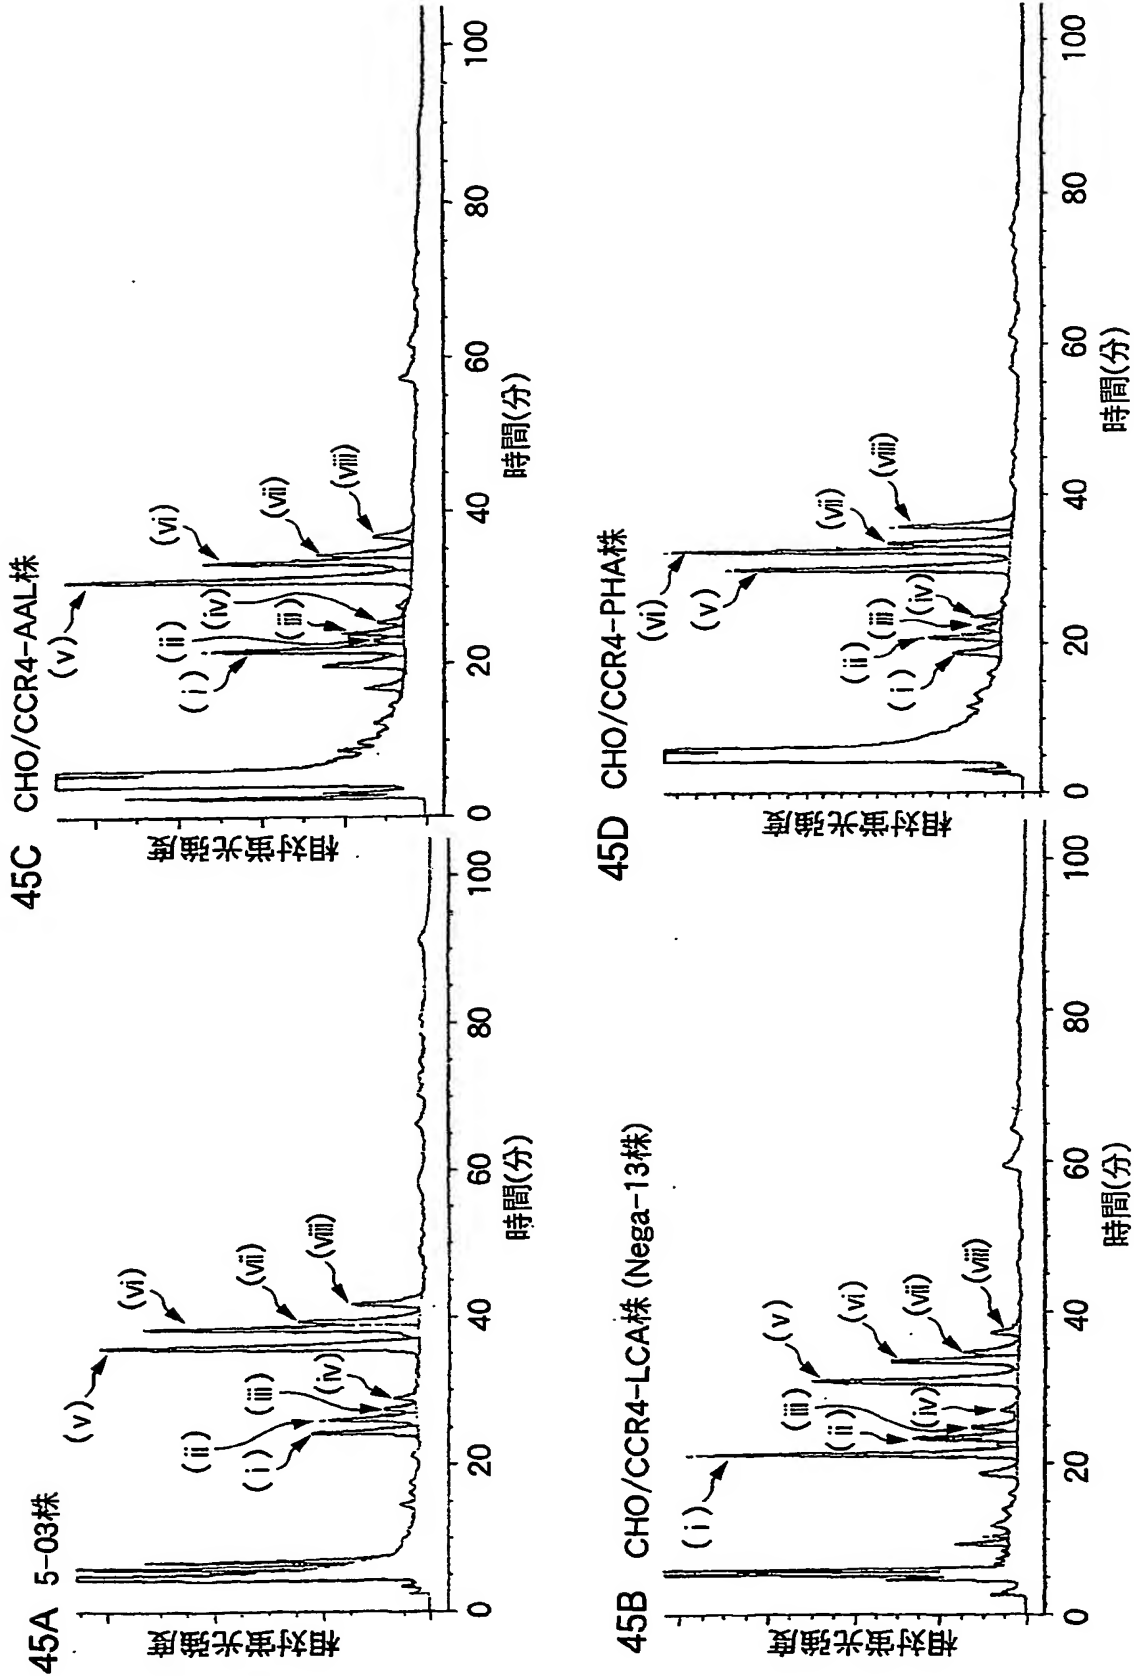 45A 5-03株
相対蛍光強度
(i)
(ii)
(iii)
(iv)
(v)
(vi)
(vii)
(viii)
0 20 40 60 80 100
時間(分)
45B CHO/CCR4-LCA株 (Nega-13株)
相対蛍光強度
(i)
(ii)
(iii)
(iv)
(v)
(vi)
(vii)
(viii)
0 20 40 60 80 100
時間(分)
45C CHO/CCR4-AAL株
相対蛍光強度
(i)
(ii)
(iii)
(iv)
(v)
(vi)
(vii)
(viii)
0 20 40 60 80 100
時間(分)
45D CHO/CCR4-PHA株
相対蛍光強度
(i)
(ii)
(iii)
(iv)
(v)
(vi)
(vii)
(viii)
0 20 40 60 80 100
時間(分)